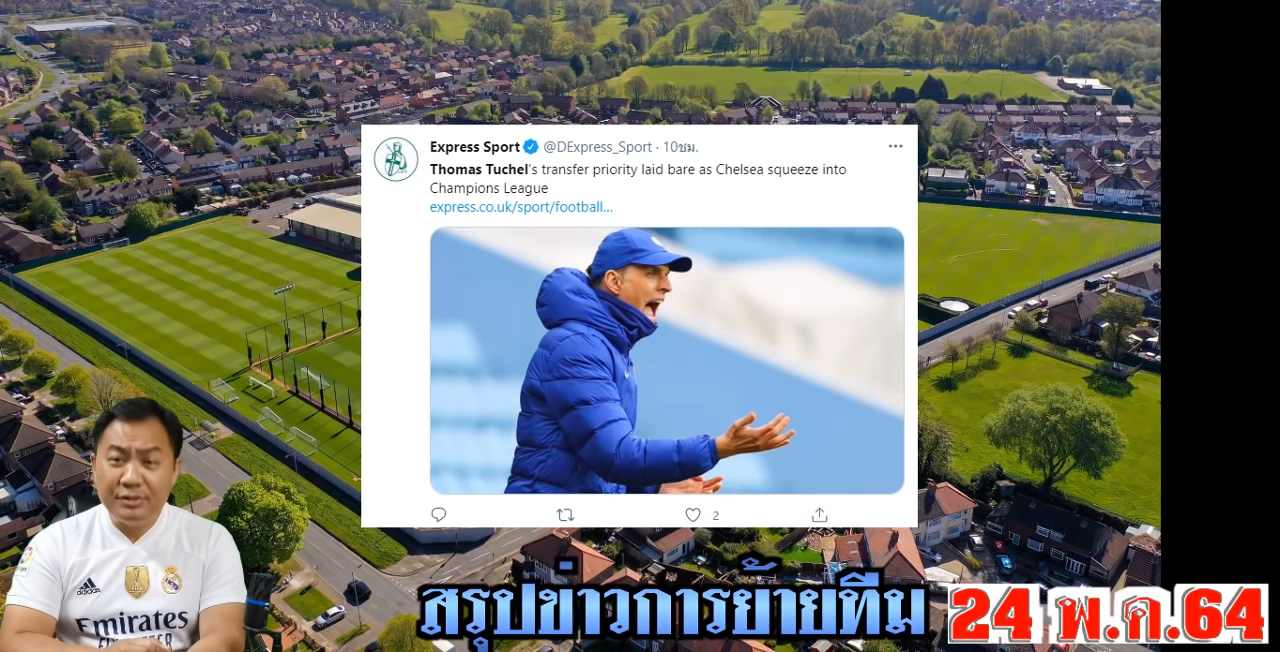 Express Sport @DExpress_Sport · 10ชม.
Thomas Tuchel's transfer priority laid bare as Chelsea squeeze into
Champions League
express.co.uk/sport/football...
2
adidas
Emirates
สรุปข่าวการย้ายทีม 24 พ.ค.64